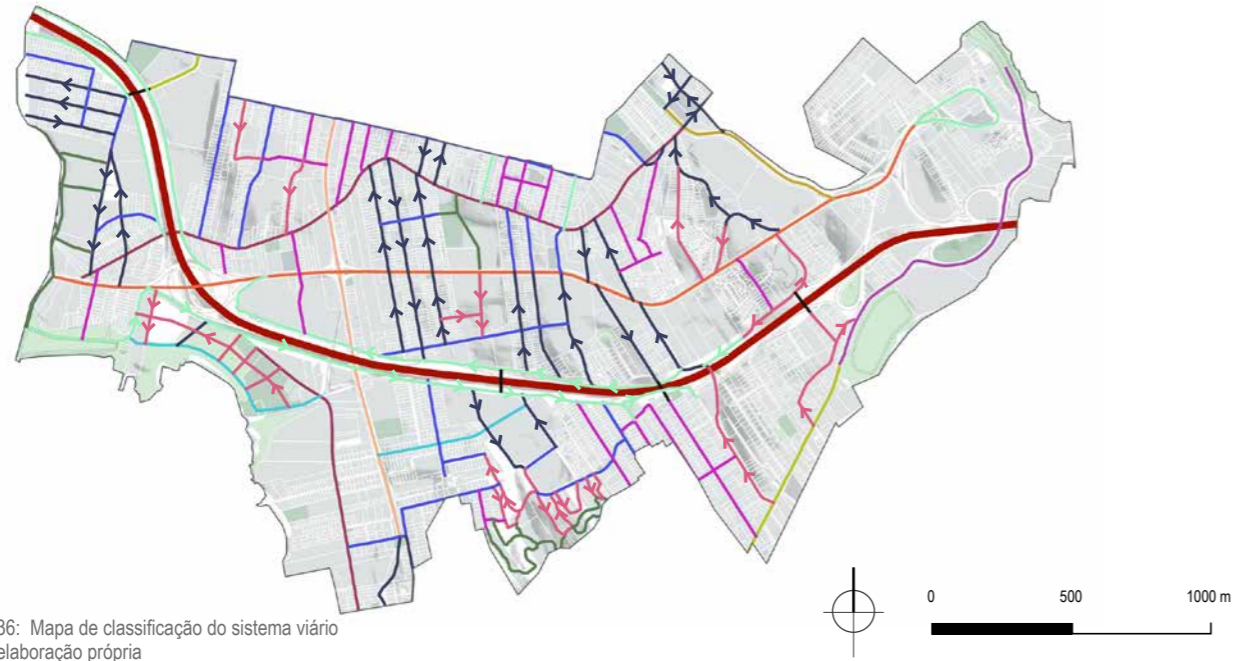 0 500 1000 m
36: Mapa de classificação do sistema viário
elaboração própria